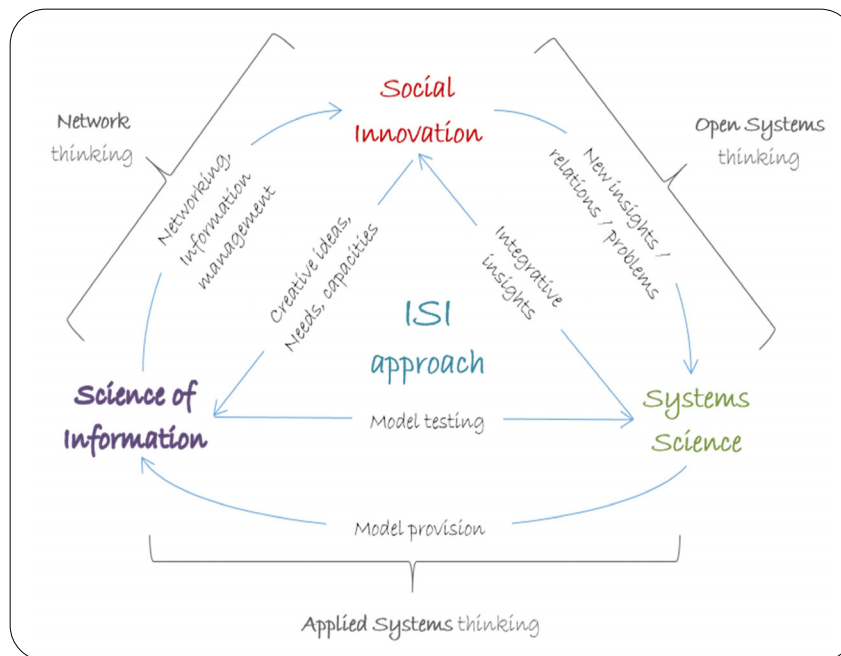 Social
Innovation
Network
thinking
Open Systems
thinking
Networking,
Information
management
New insights /
relations / problems
Creative ideas,
Needs, capacities
Integrative
insights
ISI
approach
Science of
Information
Systems
Science
Model testing
Model provision
Applied Systems thinking